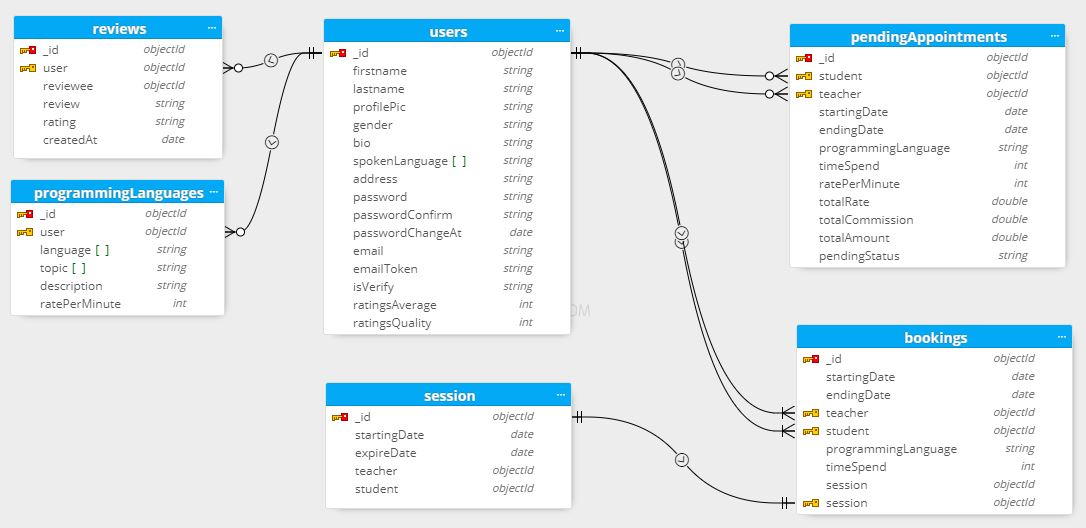 reviews ...
_id objectId
user objectId
reviewee objectId
review string
rating string
createdAt date
programmingLanguages ...
_id objectId
user objectId
language [ ] string
topic [ ] string
description string
ratePerMinute int
users ...
_id objectId
firstname string
lastname string
profilePic string
gender string
bio string
spokenLanguage [ ] string
address string
password string
passwordConfirm string
passwordChangeAt date
email string
emailToken string
isVerify string
ratingsAverage int
ratingsQuality int
session ...
_id objectId
startingDate date
expireDate date
teacher objectId
student objectId
pendingAppointments ...
_id objectId
student objectId
teacher objectId
startingDate date
endingDate date
programmingLanguage string
timeSpend int
ratePerMinute int
totalRate double
totalCommission double
totalAmount double
pendingStatus string
bookings ...
_id objectId
startingDate date
endingDate date
teacher objectId
student objectId
programmingLanguage string
timeSpend int
session objectId
session objectId